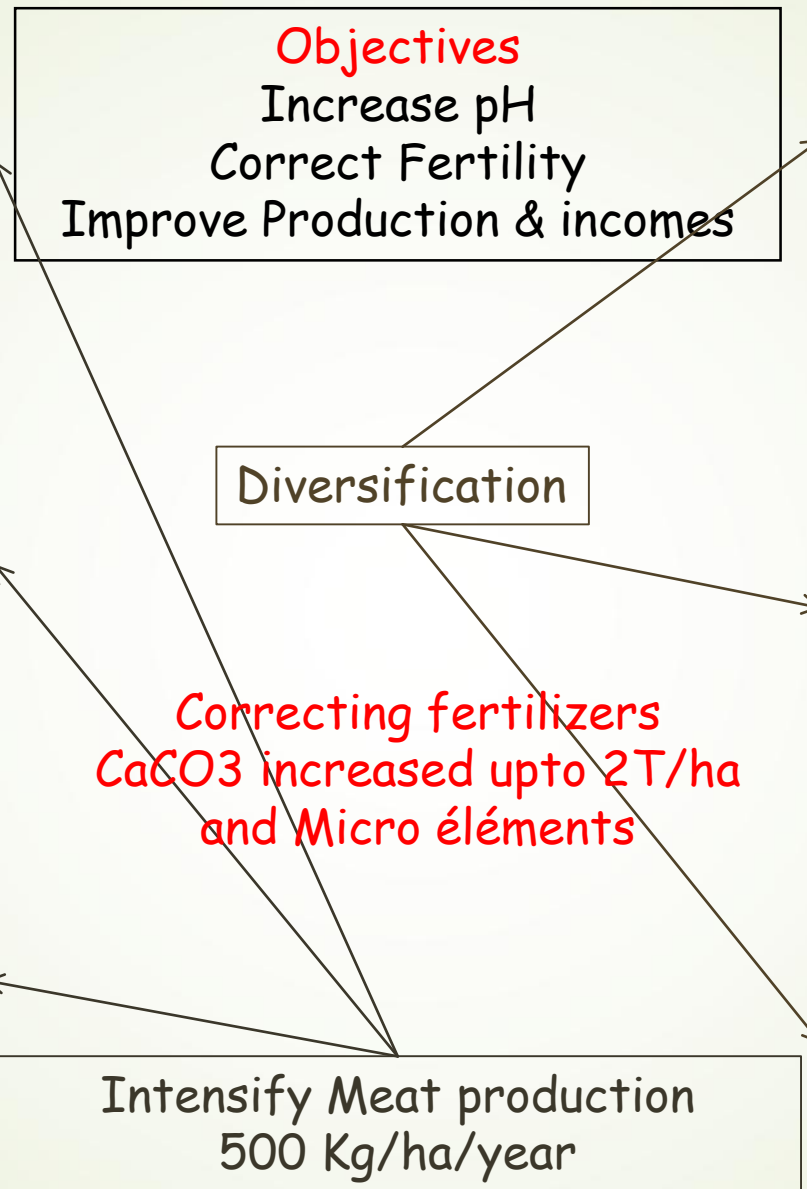 Objectives
Increase pH
Correct Fertility
Improve Production & incomes
Diversification
Correcting fertilizers
CaCO3 increased upto 2T/ha
and Micro éléments
Intensify Meat production
500 Kg/ha/year